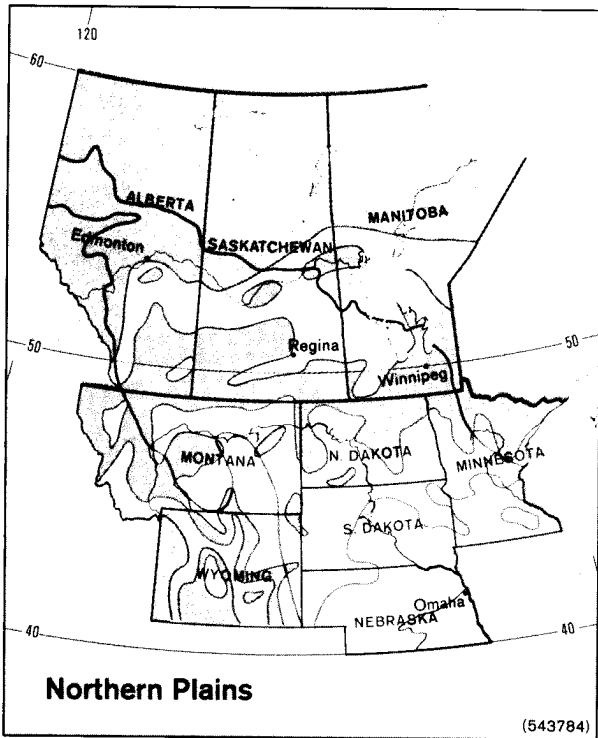 120
60
ALBERTA
MANITOBA
Edmonton
SASKATCHEWAN
50
Regina
50
Winnipeg
MONTANA
N. DAKOTA
MINNESOTA
S. DAKOTA
WYOMING
Omaha
NEBRASKA
40
40
Northern Plains
(543784)